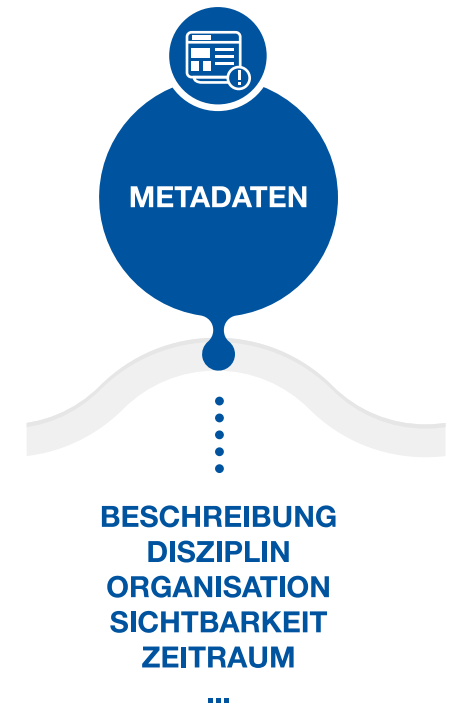 METADATEN
BESCHREIBUNG
DISZIPLIN
ORGANISATION
SICHTBARKEIT
ZEITRAUM
...